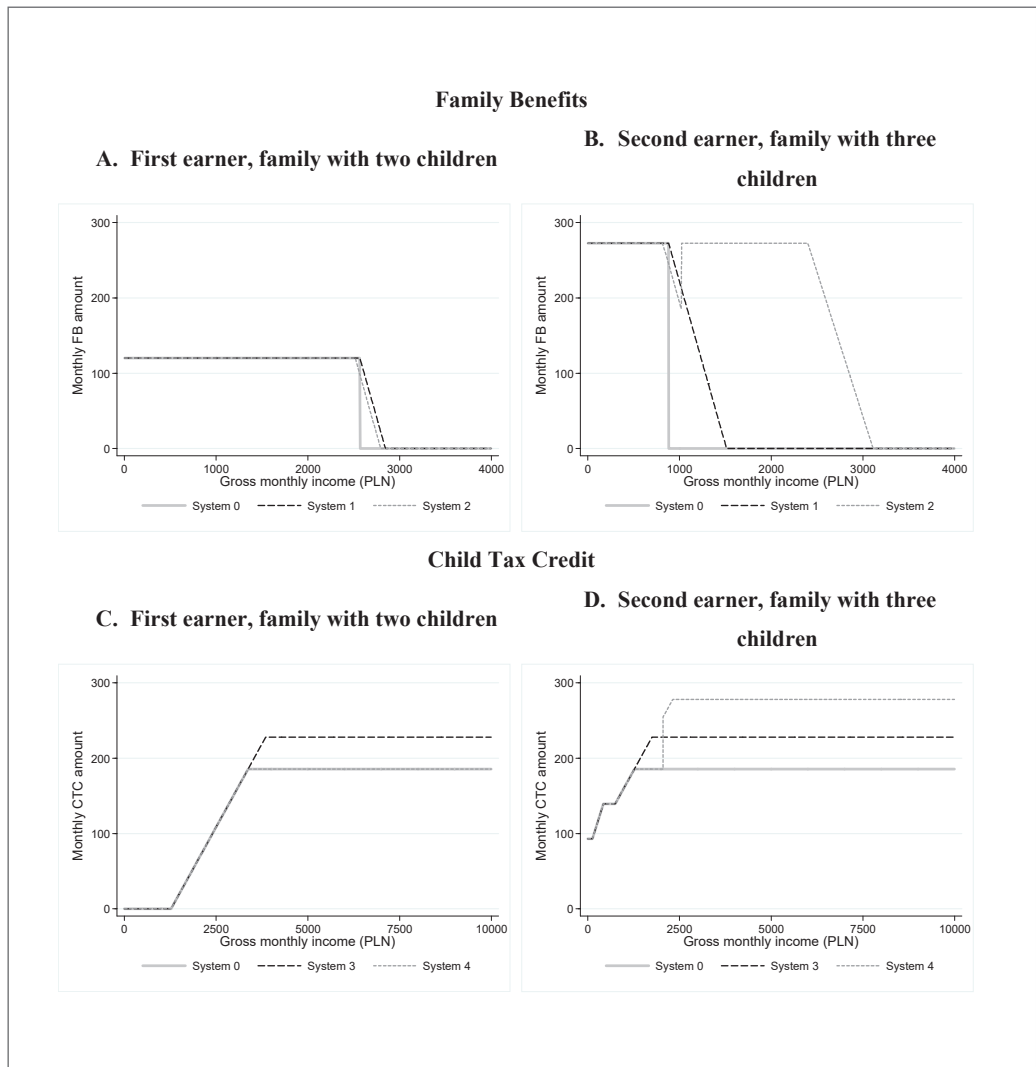 Family Benefits
A. First earner, family with two children
B. Second earner, family with three
children
300
200
100
0
Monthly FB amount
0 1000 2000 3000 4000
Gross monthly income (PLN)
System 0 System 1 System 2
300
200
100
0
Monthly FB amount
0 1000 2000 3000 4000
Gross monthly income (PLN)
System 0 System 1 System 2
Child Tax Credit
C. First earner, family with two children
D. Second earner, family with three
children
300
200
100
0
Monthly CTC amount
0 2500 5000 7500 10000
Gross monthly income (PLN)
System 0 System 3 System 4
300
200
100
0
Monthly CTC amount
0 2500 5000 7500 10000
Gross monthly income (PLN)
System 0 System 3 System 4